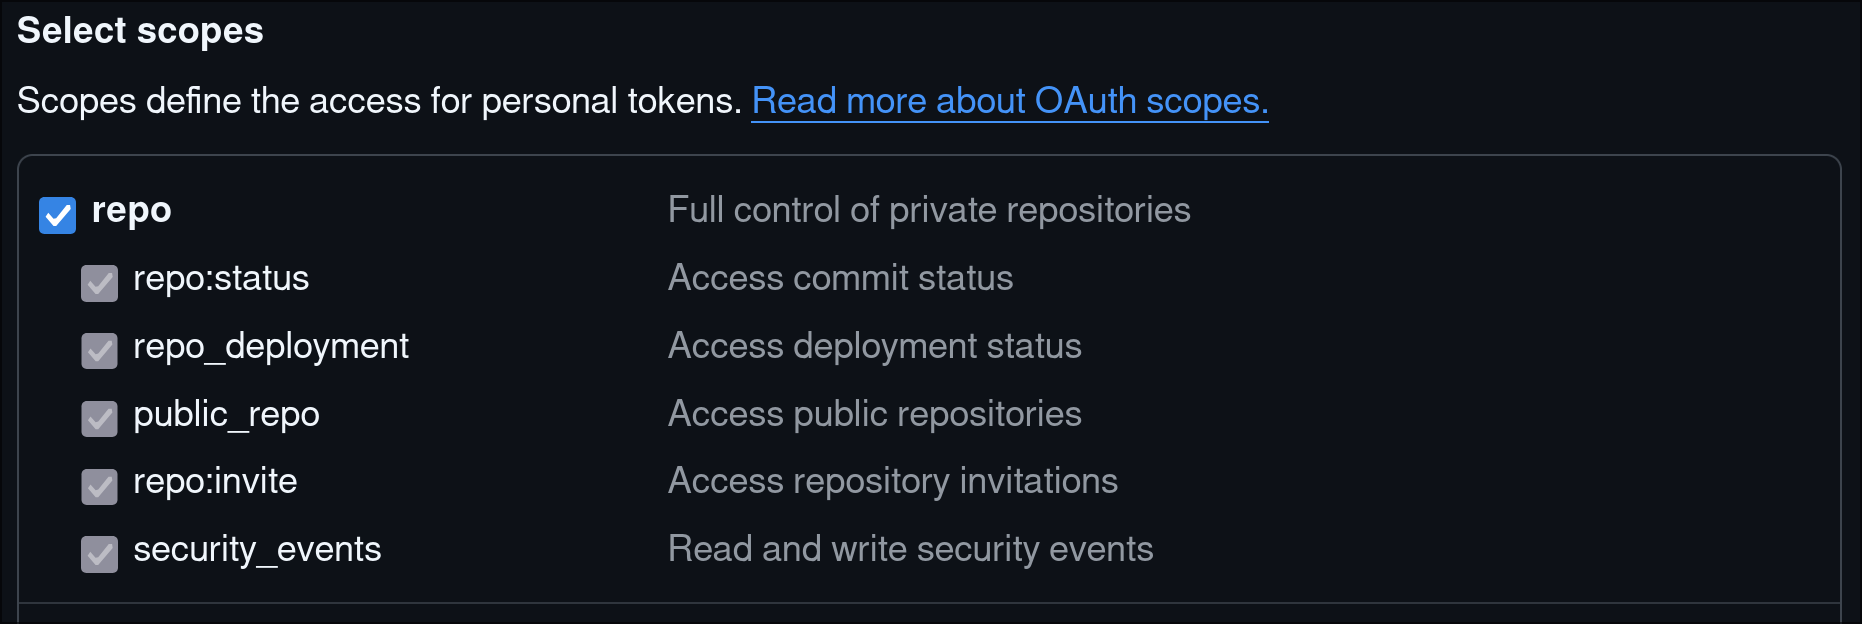 Select scopes
Scopes define the access for personal tokens. Read more about OAuth scopes.
repo Full control of private repositories
repo:status Access commit status
repo_deployment Access deployment status
public_repo Access public repositories
repo:invite Access repository invitations
security_events Read and write security events